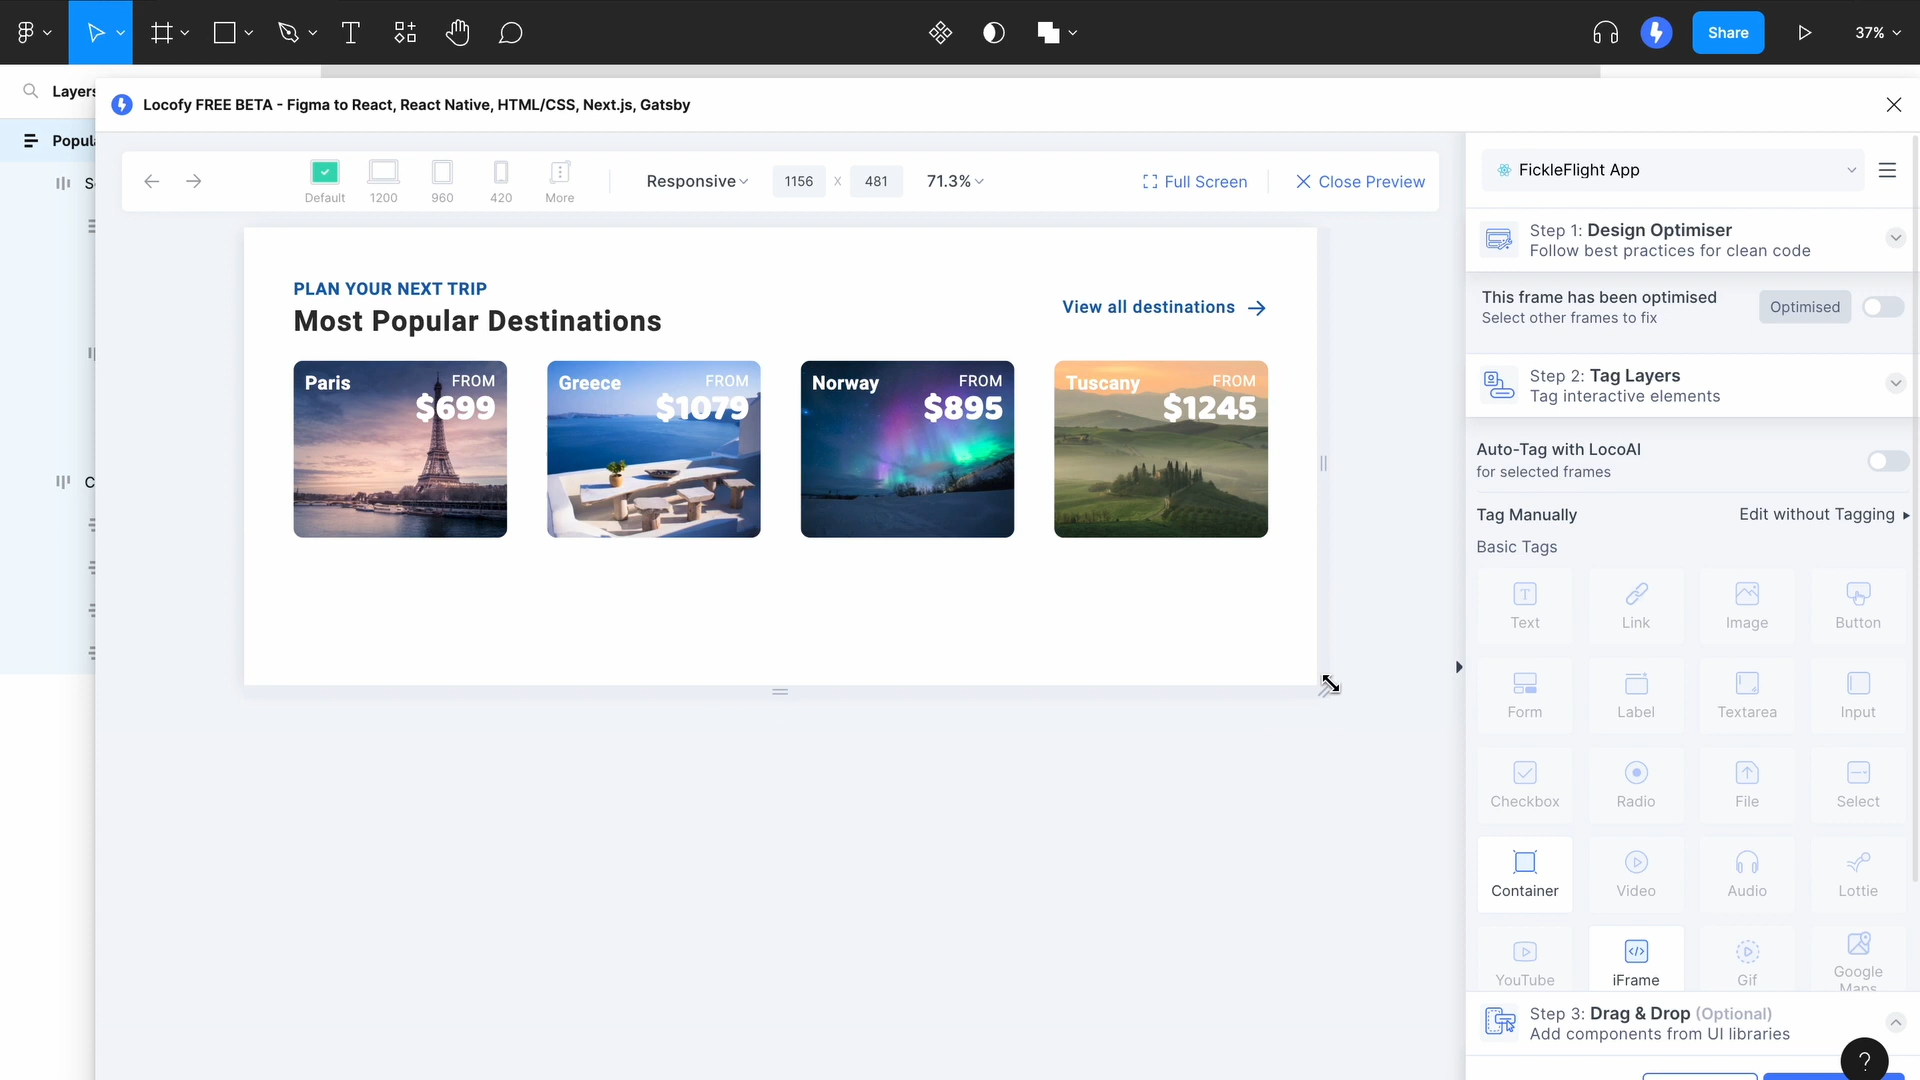 Share
37%
Layers
Locofy FREE BETA - Figma to React, React Native, HTML/CSS, Next.js, Gatsby
Popula
S
C
Default
1200
960
420
More
Responsive
1156 x 481
71.3%
Full Screen
Close Preview
PLAN YOUR NEXT TRIP
Most Popular Destinations
View all destinations
Paris
FROM
$699
Greece
FROM
$1079
Norway
FROM
$895
Tuscany
FROM
$1245
FickleFlight App
Step 1: Design Optimiser
Follow best practices for clean code
This frame has been optimised
Select other frames to fix
Optimised
Step 2: Tag Layers
Tag interactive elements
Auto-Tag with LocoAI
for selected frames
Tag Manually
Edit without Tagging
Basic Tags
Text
Link
Image
Button
Form
Label
Textarea
Input
Checkbox
Radio
File
Select
Container
Video
Audio
Lottie
YouTube
iFrame
Gif
Google
Maps
Step 3: Drag & Drop (Optional)
Add components from UI libraries
?